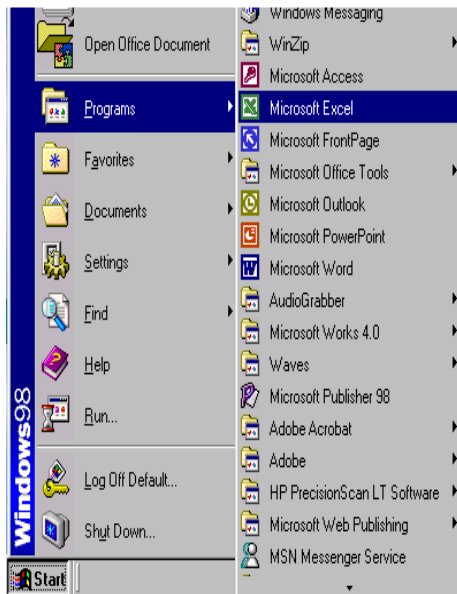 Open Office Document
Programs
Favorites
Documents
Settings
Find
Help
Run...
Log Off Default...
Shut Down...
Windows98
Start
Windows Messaging
WinZip
Microsoft Access
Microsoft Excel
Microsoft FrontPage
Microsoft Office Tools
Microsoft Outlook
Microsoft PowerPoint
Microsoft Word
AudioGrabber
Microsoft Works 4.0
Waves
Microsoft Publisher 98
Adobe Acrobat
Adobe
HP PrecisionScan LT Software
Microsoft Web Publishing
MSN Messenger Service